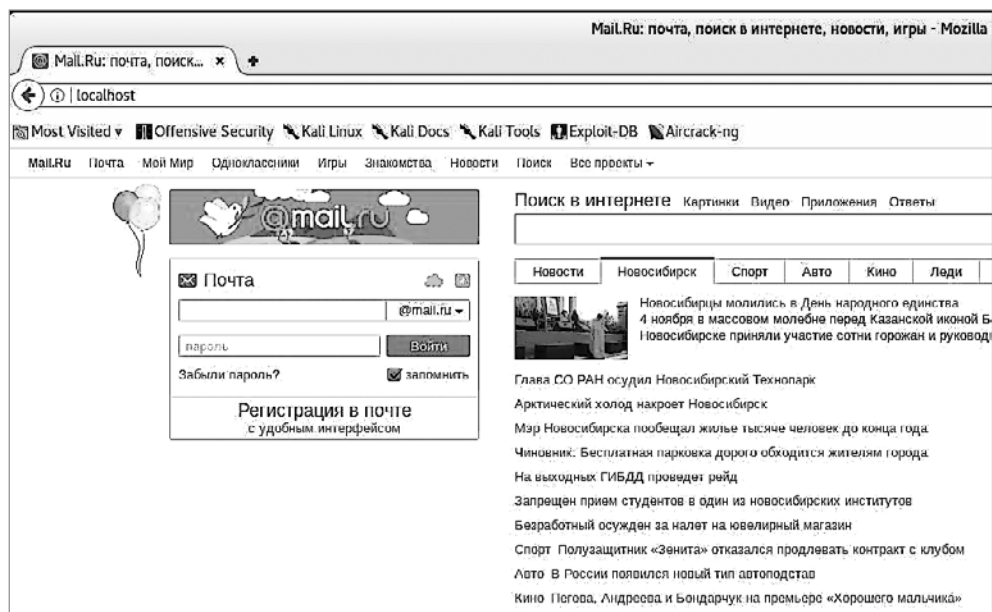 Mail.Ru: почта, поиск в интернете, новости, игры - Mozilla
Mail.Ru: почта, поиск...
localhost
Most Visited Offensive Security Kali Linux Kali Docs Kali Tools Exploit-DB Aircrack-ng
Mail.Ru Почта Мой Мир Одноклассники Игры Знакомства Новости Поиск Все проекты
@mail.ru
Поиск в интернете Картинки Видео Приложения Ответы
Почта
@mail.ru
пароль Войти
Забыли пароль? запомнить
Регистрация в почте
с удобным интерфейсом
Новости Новосибирск Спорт Авто Кино Леди
Новосибирцы молились в День народного единства
4 ноября в массовом молебне перед Казанской иконой Б
Новосибирске приняли участие сотни горожан и руковод
Глава СО РАН осудил Новосибирский Технопарк
Арктический холод накроет Новосибирск
Мэр Новосибирска пообещал жилье тысяче человек до конца года
Чиновник: Бесплатная парковка дорого обходится жителям города
На выходных ГИБДД проведет рейд
Запрещен прием студентов в один из новосибирских институтов
Безработный осужден за налет на ювелирный магазин
Спорт Полузащитник «Зенита» отказался продлевать контракт с клубом
Авто В России появился новый тип автоподстав
Кино Пегова, Андреева и Бондарчук на премьере «Хорошего мальчика»